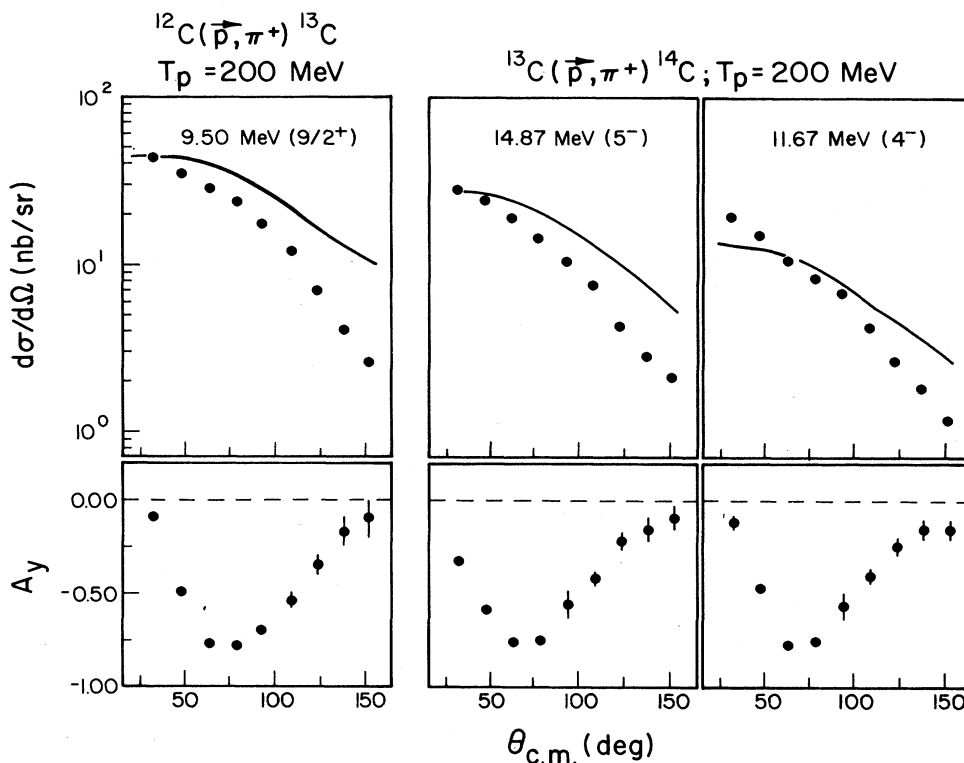 ¹²C(p⃗,π⁺) ¹³C
Tₚ = 200 MeV
¹³C(p⃗,π⁺) ¹⁴C; Tₚ = 200 MeV
10²
10¹
10⁰
dσ/dΩ (nb/sr)
9.50 MeV (9/2⁺)
14.87 MeV (5⁻)
11.67 MeV (4⁻)
0.00
-0.50
-1.00
A_y
50 100 150
50 100 150
50 100 150
θ_c.m. (deg)